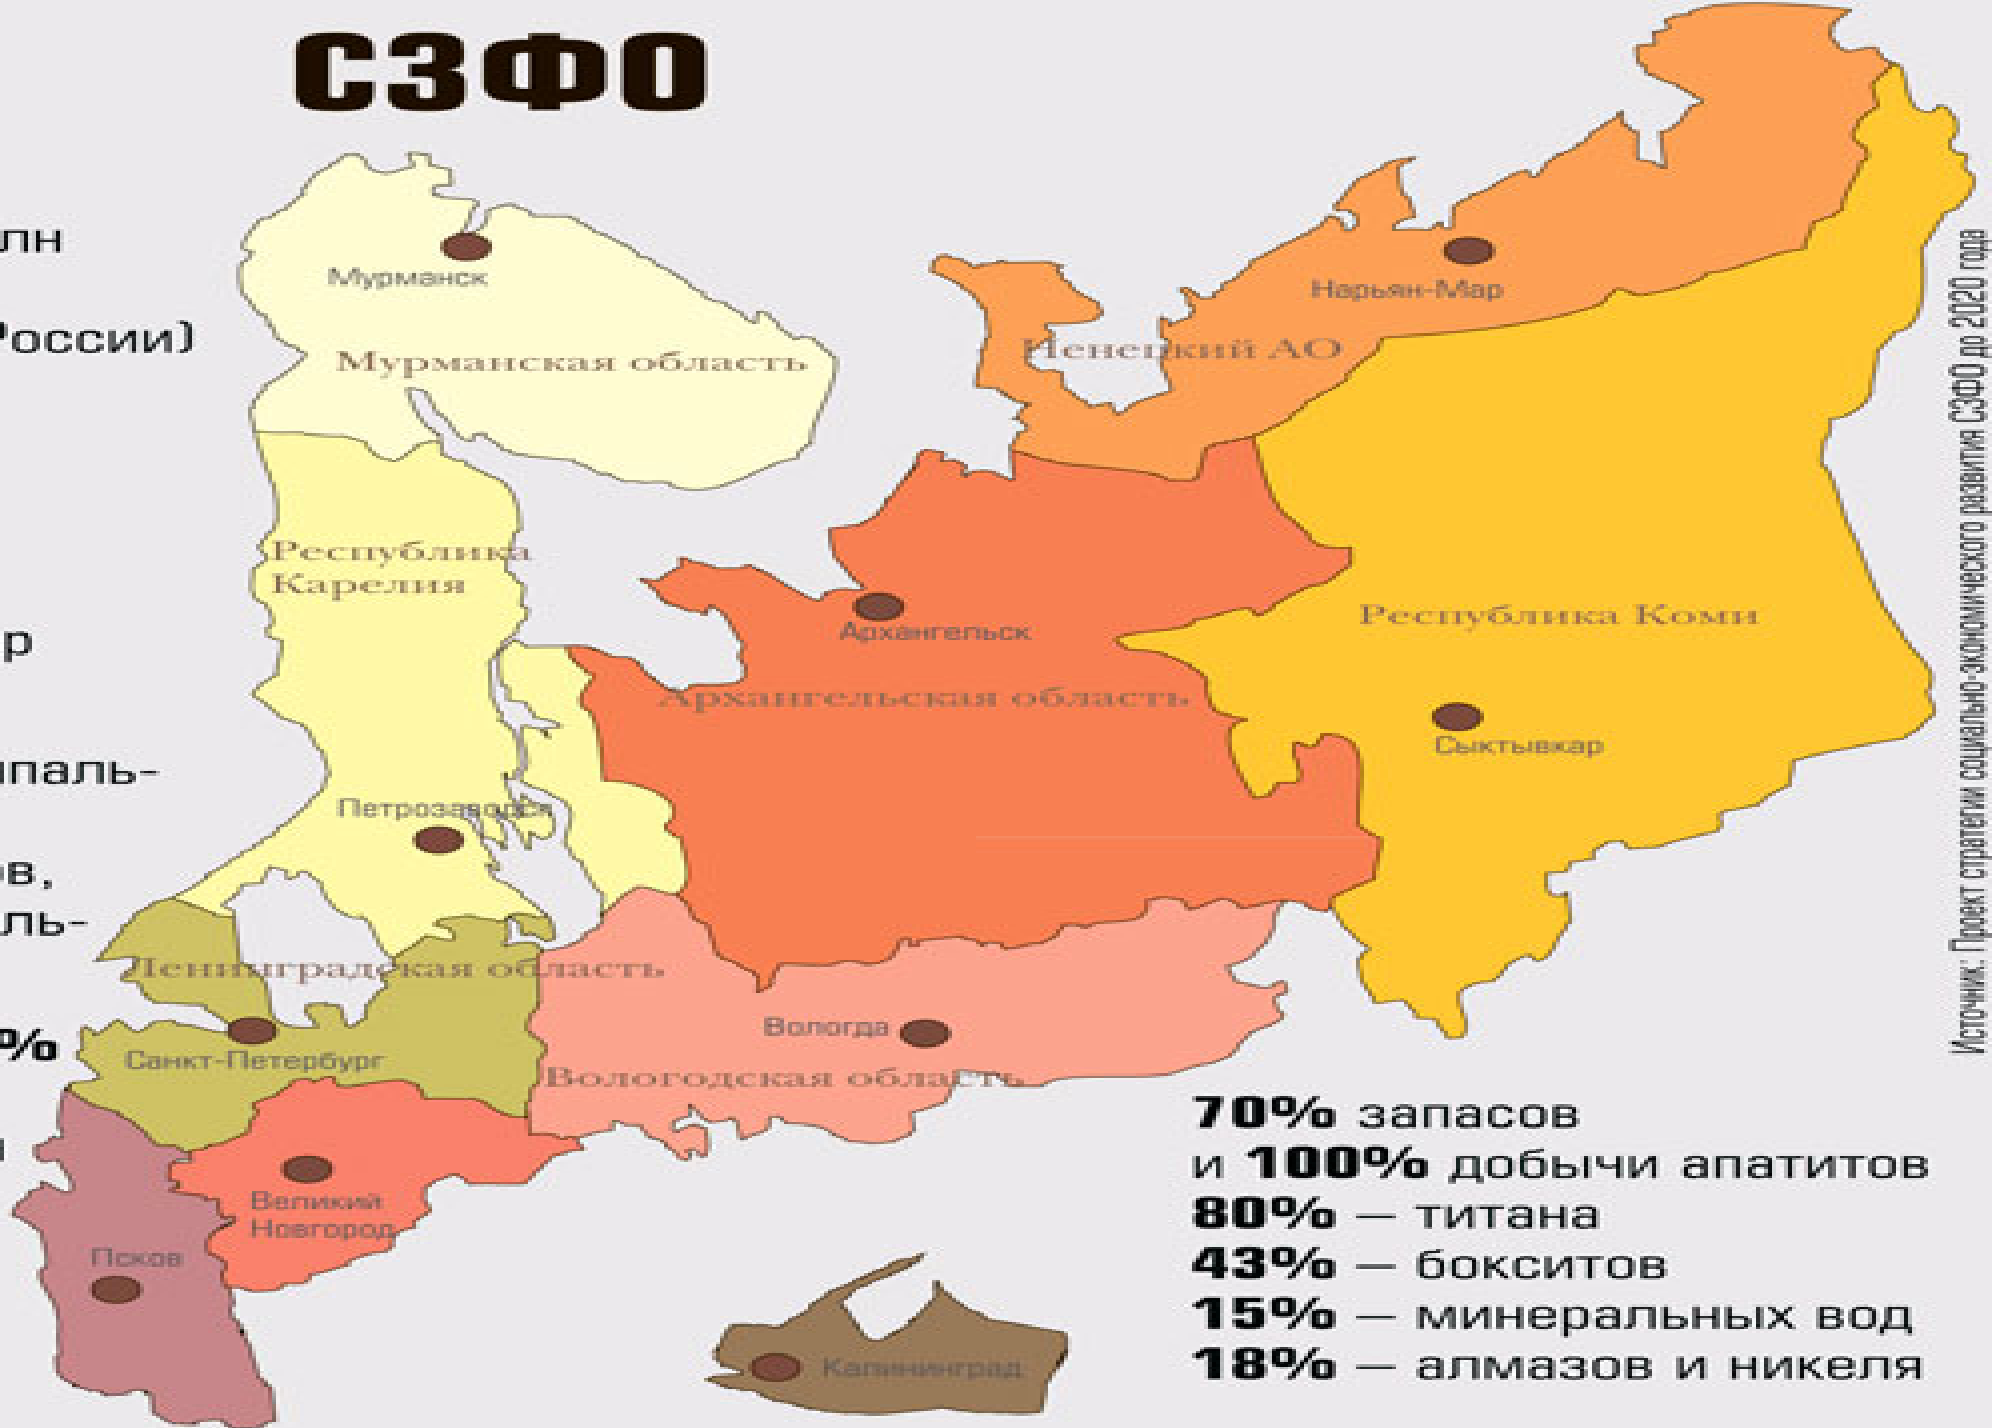 СЗФО
лн
России)
р
паль-
ов,
ль-
%
Мурманск
Мурманская область
Нарьян-Мар
Ненецкий АО
Республика
Карелия
Архангельск
Архангельская область
Республика Коми
Сыктывкар
Петрозаводск
Ленинградская область
Санкт-Петербург
Вологда
Вологодская область
Великий
Новгород
Псков
Калининград
70% запасов
и 100% добычи апатитов
80% – титана
43% – бокситов
15% – минеральных вод
18% – алмазов и никеля
Источник: Проект стратегии социально-экономического развития СЗФО до 2020 года